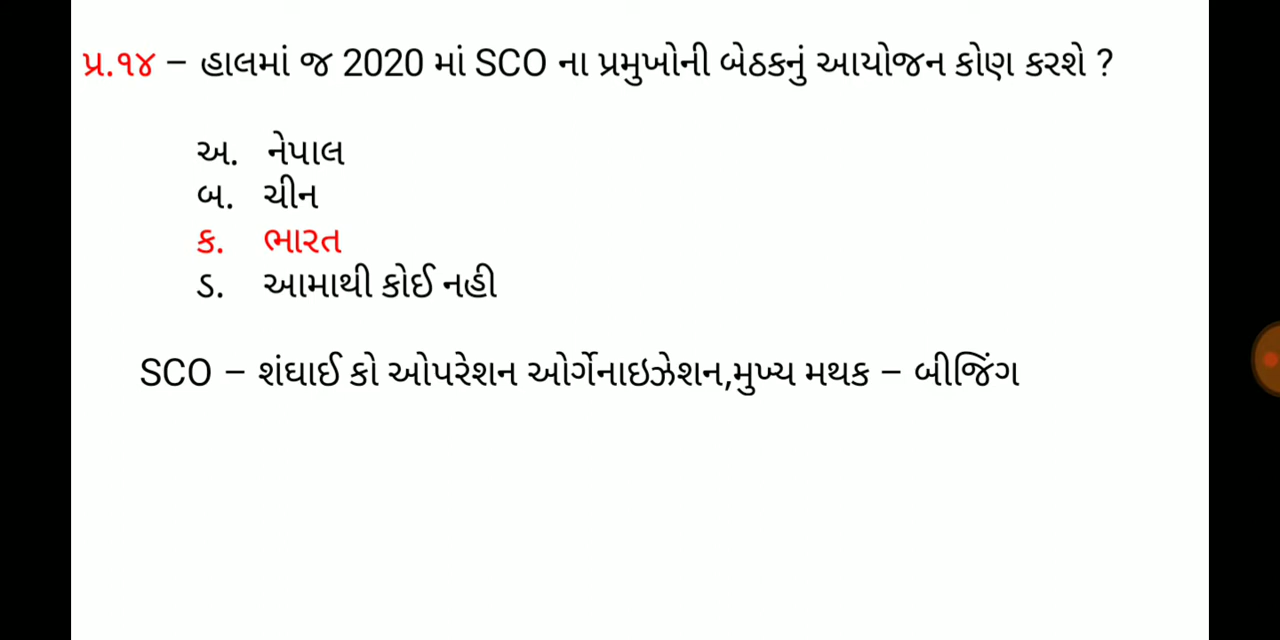 પ્ર.૧૪ – હાલમાં જ 2020 માં SCO ના પ્રમુખોની બેઠકનું આયોજન કોણ કરશે ?
અ. નેપાલ
બ. ચીન
ક. ભારત
ડ. આમાથી કોઈ નહી
SCO – શંઘાઈ કો ઓપરેશન ઓર્ગેનાઇઝેશન,મુખ્ય મથક – બીજિંગ